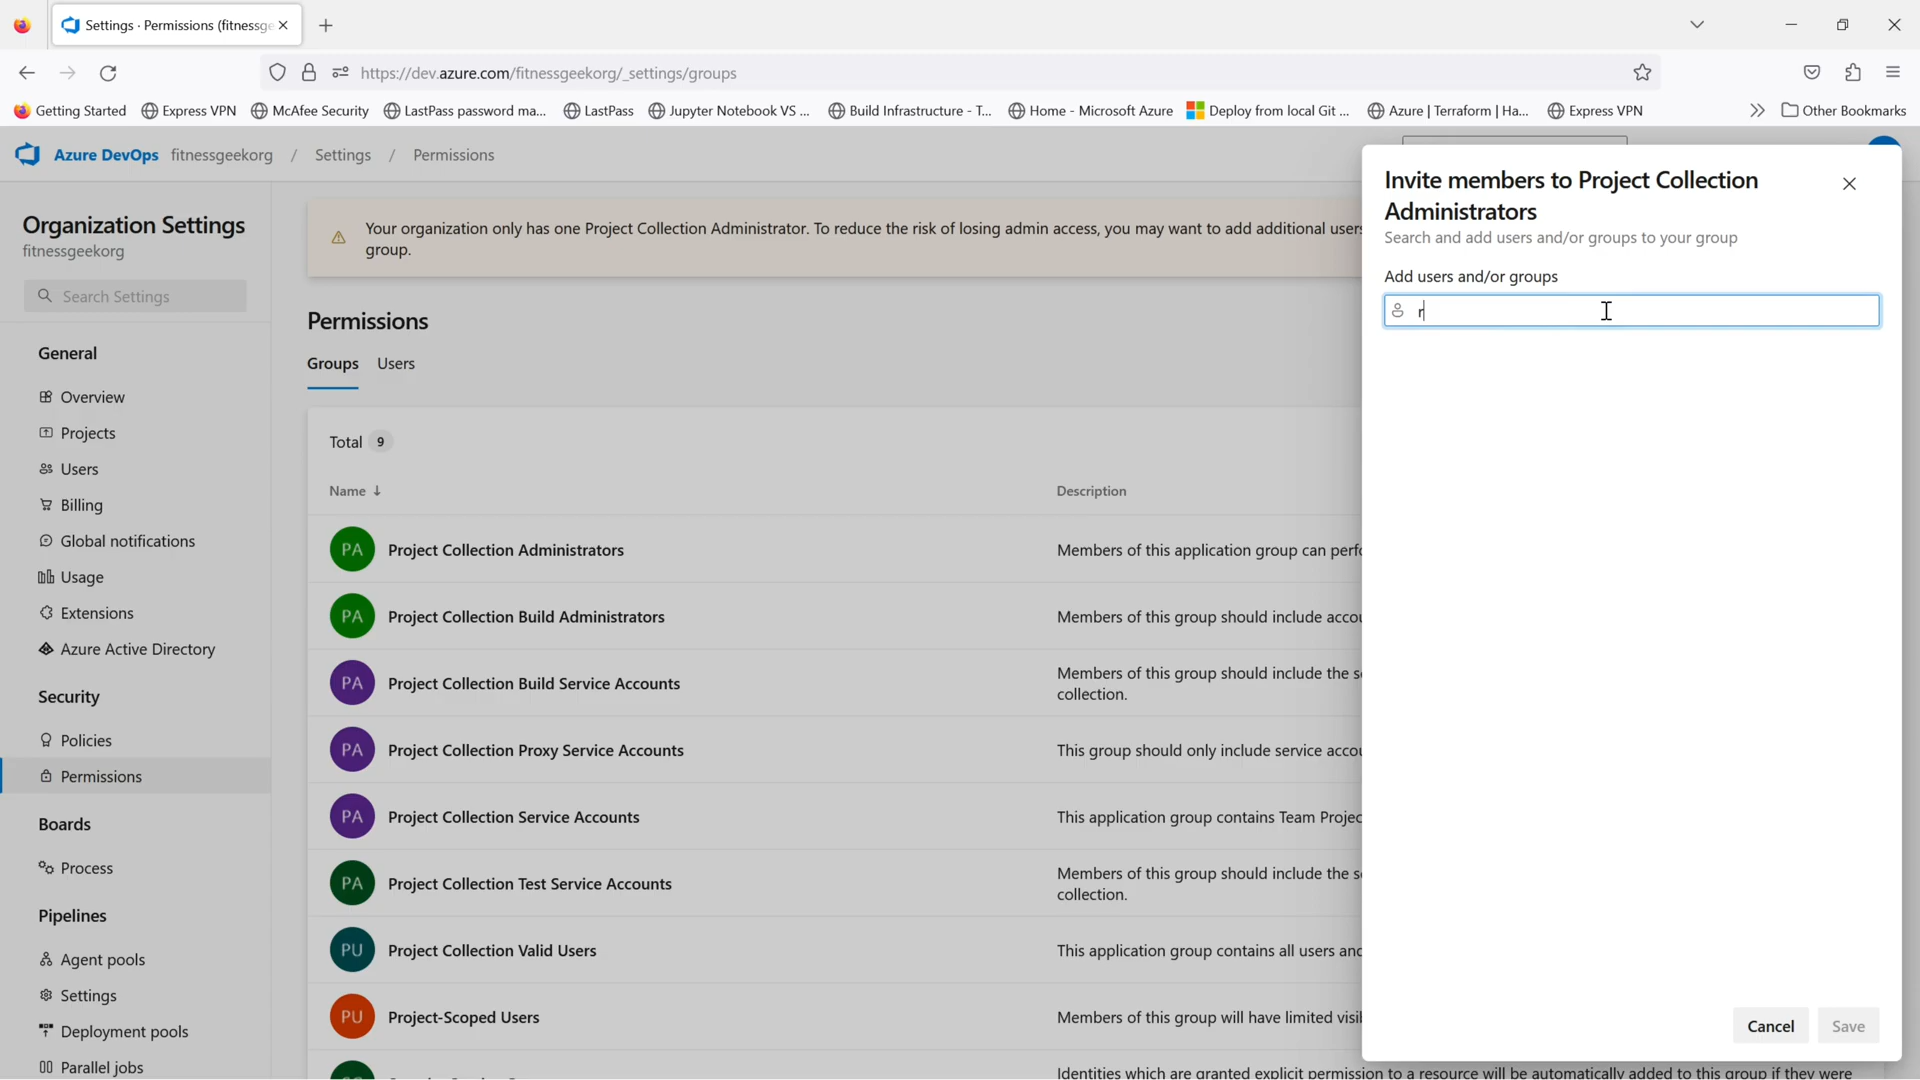 Settings · Permissions (fitnessge
https://dev.azure.com/fitnessgeekorg/_settings/groups
Getting Started
Express VPN
McAfee Security
LastPass password ma...
LastPass
Jupyter Notebook VS ...
Build Infrastructure - T...
Home - Microsoft Azure
Deploy from local Git ...
Azure | Terraform | Ha...
Express VPN
Other Bookmarks
Azure DevOps fitnessgeekorg / Settings / Permissions
Organization Settings
fitnessgeekorg
Search Settings
General
Overview
Projects
Users
Billing
Global notifications
Usage
Extensions
Azure Active Directory
Security
Policies
Permissions
Boards
Process
Pipelines
Agent pools
Settings
Deployment pools
Parallel jobs
Your organization only has one Project Collection Administrator. To reduce the risk of losing admin access, you may want to add additional users
group.
Permissions
Groups Users
Total 9
Name ↓ Description
PA Project Collection Administrators Members of this application group can perfo
PA Project Collection Build Administrators Members of this group should include accou
PA Project Collection Build Service Accounts Members of this group should include the se
collection.
PA Project Collection Proxy Service Accounts This group should only include service accou
PA Project Collection Service Accounts This application group contains Team Projec
PA Project Collection Test Service Accounts Members of this group should include the se
collection.
PU Project Collection Valid Users This application group contains all users and
PU Project-Scoped Users Members of this group will have limited visib
Identities which are granted explicit permission to a resource will be automatically added to this group if they were
Invite members to Project Collection
Administrators
Search and add users and/or groups to your group
Add users and/or groups
r
Cancel Save